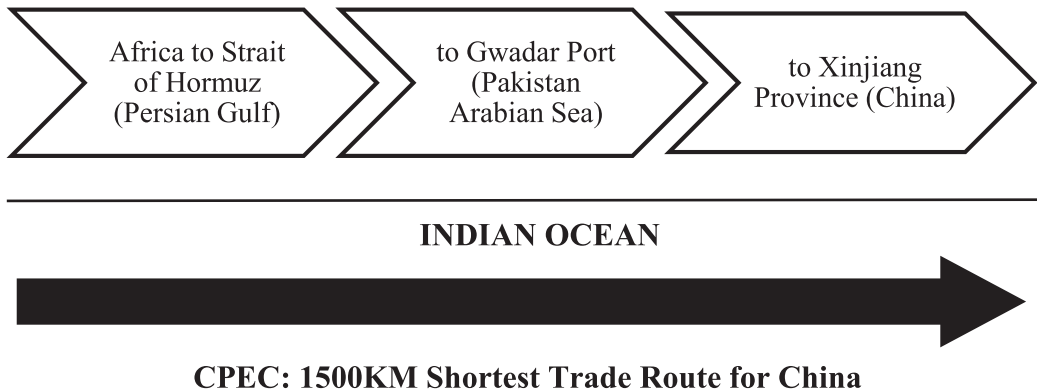 Africa to Strait
of Hormuz
(Persian Gulf)
to Gwadar Port
(Pakistan
Arabian Sea)
to Xinjiang
Province (China)
INDIAN OCEAN
CPEC: 1500KM Shortest Trade Route for China